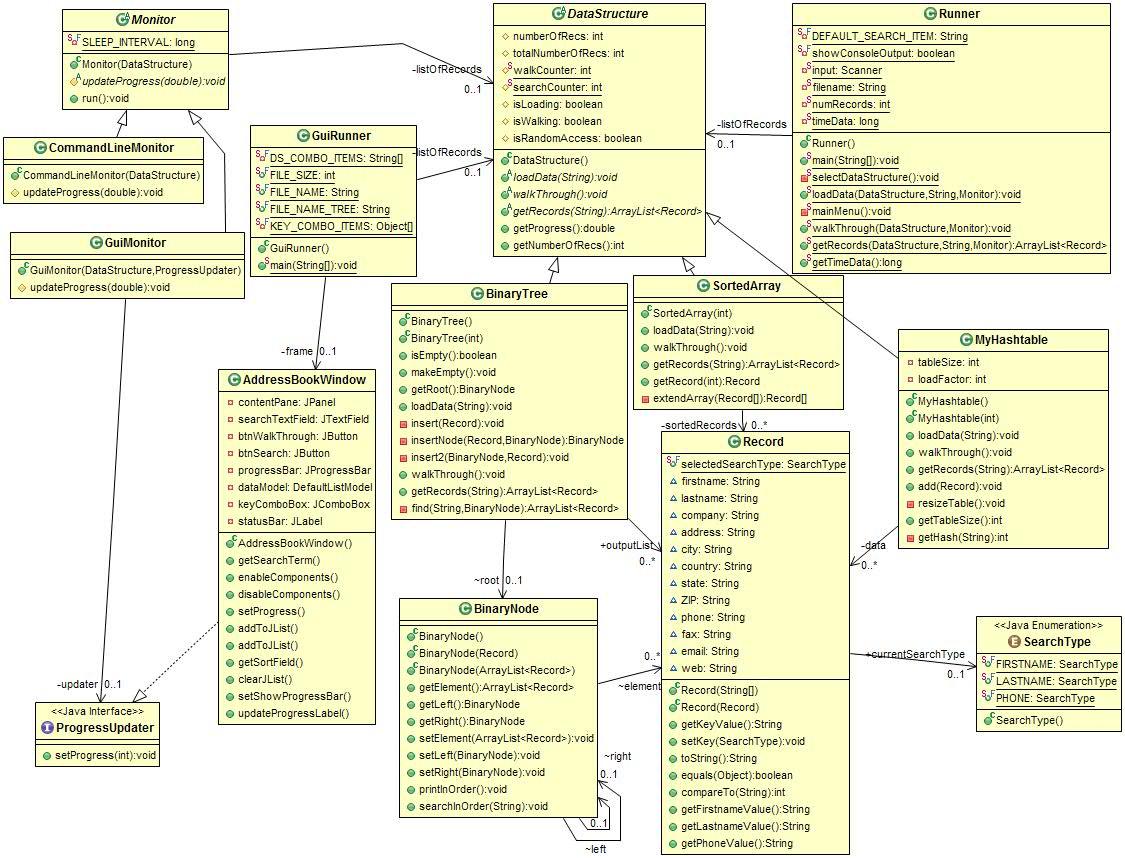 Monitor
SLEEP_INTERVAL: long
Monitor(DataStructure)
updateProgress(double):void
run():void
DataStructure
numberOfRecs: int
totalNumberOfRecs: int
walkCounter: int
searchCounter: int
isLoading: boolean
isWalking: boolean
isRandomAccess: boolean
DataStructure()
loadData(String):void
walkThrough():void
getRecords(String):ArrayList<Record>
getProgress():double
getNumberOfRecs():int
Runner
DEFAULT_SEARCH_ITEM: String
showConsoleOutput: boolean
input: Scanner
filename: String
numRecords: int
timeData: long
Runner()
main(String[]):void
selectDataStructure():void
loadData(DataStructure,String,Monitor):void
mainMenu():void
walkThrough(DataStructure,Monitor):void
getRecords(DataStructure,String,Monitor):ArrayList<Record>
getTimeData():long
-listOfRecords
0..1
-listOfRecords
0..1
-listOfRecords
0..1
CommandLineMonitor
CommandLineMonitor(DataStructure)
updateProgress(double):void
GuiRunner
DS_COMBO_ITEMS: String[]
FILE_SIZE: int
FILE_NAME: String
FILE_NAME_TREE: String
KEY_COMBO_ITEMS: Object[]
GuiRunner()
main(String[]):void
GuiMonitor
GuiMonitor(DataStructure,ProgressUpdater)
updateProgress(double):void
BinaryTree
BinaryTree()
BinaryTree(int)
isEmpty():boolean
makeEmpty():void
getRoot():BinaryNode
loadData(String):void
insert(Record):void
insertNode(Record,BinaryNode):BinaryNode
insert2(BinaryNode,Record):void
walkThrough():void
getRecords(String):ArrayList<Record>
find(String,BinaryNode):ArrayList<Record>
SortedArray
SortedArray(int)
loadData(String):void
walkThrough():void
getRecords(String):ArrayList<Record>
getRecord(int):Record
extendArray(Record[]):Record[]
MyHashtable
tableSize: int
loadFactor: int
MyHashtable()
MyHashtable(int)
loadData(String):void
walkThrough():void
getRecords(String):ArrayList<Record>
add(Record):void
resizeTable():void
getTableSize():int
getHash(String):int
-frame 0..1
AddressBookWindow
contentPane: JPanel
searchTextField: JTextField
btnWalkThrough: JButton
btnSearch: JButton
progressBar: JProgressBar
dataModel: DefaultListModel
keyComboBox: JComboBox
statusBar: JLabel
AddressBookWindow()
getSearchTerm()
enableComponents()
disableComponents()
setProgress()
addToJList()
addToJList()
getSortField()
clearJList()
setShowProgressBar()
updateProgressLabel()
-sortedRecords 0..*
Record
selectedSearchType: SearchType
firstname: String
lastname: String
company: String
address: String
city: String
country: String
state: String
ZIP: String
phone: String
fax: String
email: String
web: String
Record(String[])
Record(Record)
getKeyValue():String
setKey(SearchType):void
toString():String
equals(Object):boolean
compareTo(String):int
getFirstnameValue():String
getLastnameValue():String
getPhoneValue():String
+outputList
0..*
-data
0..*
~root 0..1
BinaryNode
BinaryNode()
BinaryNode(Record)
BinaryNode(ArrayList<Record>)
getElement():ArrayList<Record>
getLeft():BinaryNode
getRight():BinaryNode
setElement(ArrayList<Record>):void
setLeft(BinaryNode):void
setRight(BinaryNode):void
printInOrder():void
searchInOrder(String):void
0..*
~element
~right
0..1
0..1
~left
+currentSearchType
0..1
<<Java Enumeration>>
SearchType
FIRSTNAME: SearchType
LASTNAME: SearchType
PHONE: SearchType
SearchType()
-updater 0..1
<<Java Interface>>
ProgressUpdater
setProgress(int):void